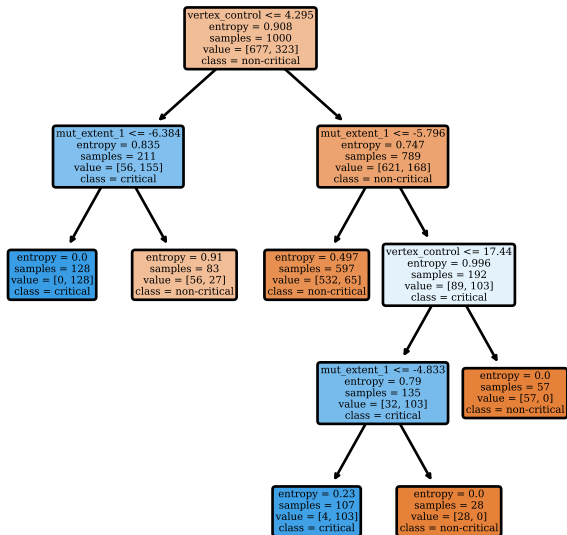 vertex_control <= 4.295
entropy = 0.908
samples = 1000
value = [677, 323]
class = non-critical
mut_extent_1 <= -6.384
entropy = 0.835
samples = 211
value = [56, 155]
class = critical
mut_extent_1 <= -5.796
entropy = 0.747
samples = 789
value = [621, 168]
class = non-critical
entropy = 0.0
samples = 128
value = [0, 128]
class = critical
entropy = 0.91
samples = 83
value = [56, 27]
class = non-critical
entropy = 0.497
samples = 597
value = [532, 65]
class = non-critical
vertex_control <= 17.44
entropy = 0.996
samples = 192
value = [89, 103]
class = critical
mut_extent_1 <= -4.833
entropy = 0.79
samples = 135
value = [32, 103]
class = critical
entropy = 0.0
samples = 57
value = [57, 0]
class = non-critical
entropy = 0.23
samples = 107
value = [4, 103]
class = critical
entropy = 0.0
samples = 28
value = [28, 0]
class = non-critical